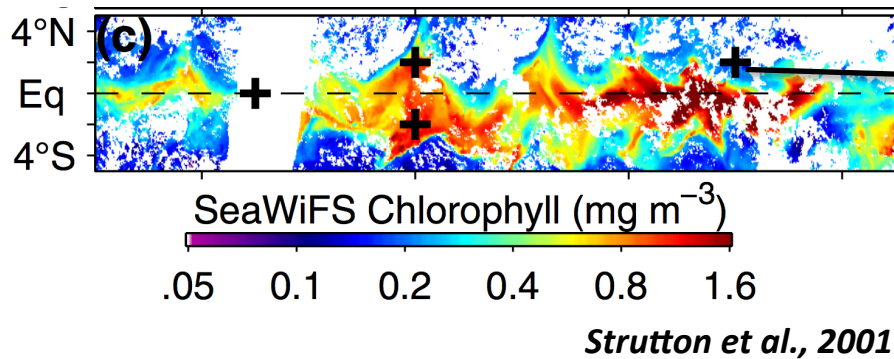 4°N
(c)
Eq
4°S
SeaWiFS Chlorophyll (mg m⁻³)
.05 0.1 0.2 0.4 0.8 1.6
Strutton et al., 2001